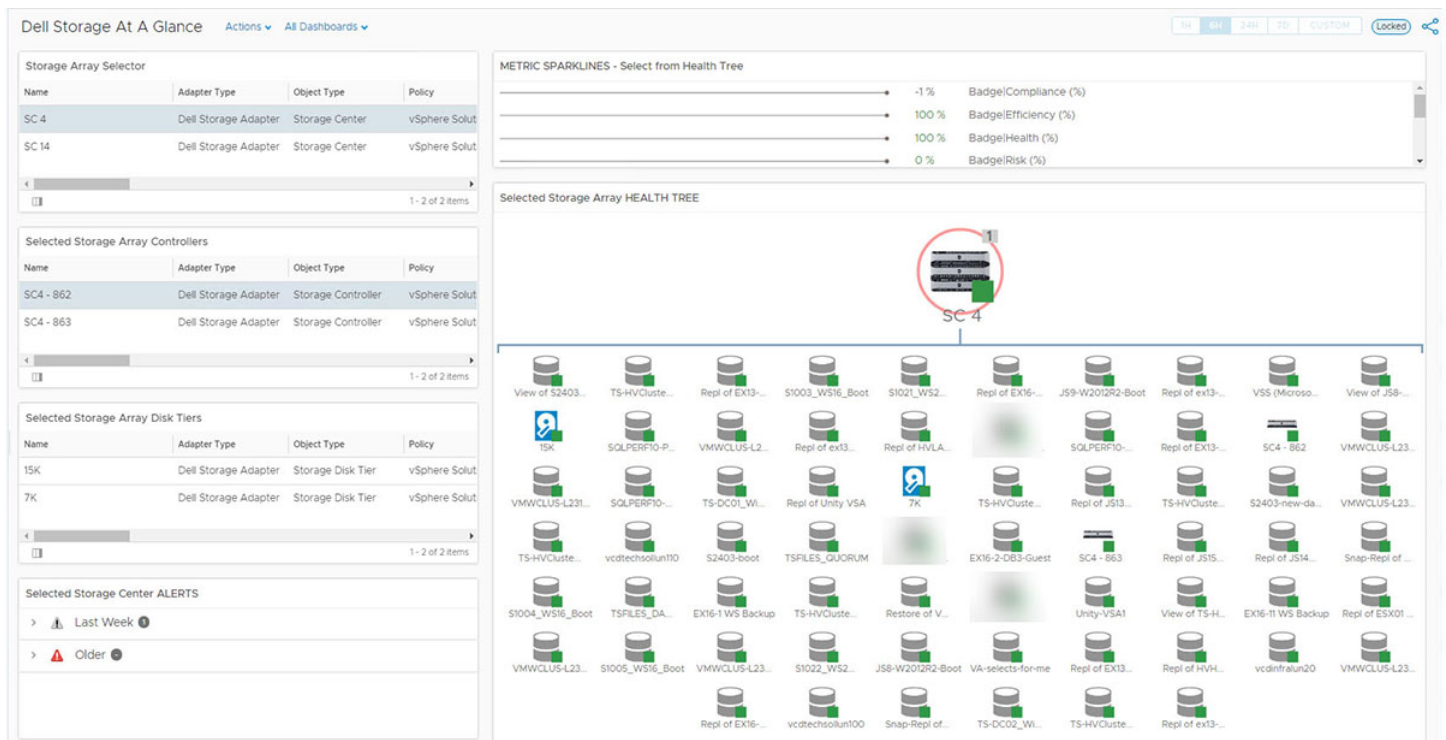 Dell Storage At A Glance Actions All Dashboards 1H 6H 24H 7D CUSTOM Locked
Storage Array Selector
Name Adapter Type Object Type Policy
SC 4 Dell Storage Adapter Storage Center vSphere Solut
SC 14 Dell Storage Adapter Storage Center vSphere Solut
1 - 2 of 2 items
Selected Storage Array Controllers
Name Adapter Type Object Type Policy
SC4 - 862 Dell Storage Adapter Storage Controller vSphere Solut
SC4 - 863 Dell Storage Adapter Storage Controller vSphere Solut
1 - 2 of 2 items
Selected Storage Array Disk Tiers
Name Adapter Type Object Type Policy
15K Dell Storage Adapter Storage Disk Tier vSphere Solut
7K Dell Storage Adapter Storage Disk Tier vSphere Solut
1 - 2 of 2 items
Selected Storage Center ALERTS
Last Week 1
Older
METRIC SPARKLINES - Select from Health Tree
-1 % Badge|Compliance (%)
100 % Badge|Efficiency (%)
100 % Badge|Health (%)
0 % Badge|Risk (%)
Selected Storage Array HEALTH TREE
1
SC 4
View of S2403... TS-HVCluste... Repl of EX13-... S1003_WS16_Boot S1021_WS2... Repl of EX16-... JS9-W2012R2-Boot Repl of ex13-... VSS (Microso... View of JS8-...
15K SQLPERF10-P... VMWCLUS-L2... Repl of ex13... Repl of HVLA... SQLPERF10-... Repl of EX13-... SC4 - 862 VMWCLUS-L23...
VMWCLUS-L231... SQLPERF10-... TS-DC01_Wi... Repl of Unity VSA 7K TS-HVCluste... Repl of JS13... TS-HVCluste... S2403-new-da... VMWCLUS-L23...
TS-HVCluste... vcdtechsollun110 S2403-boot TSFILES_QUORUM EX16-2-DB3-Guest SC4 - 863 Repl of JS15... Repl of JS14... Snap-Repl of ...
S1004_WS16_Boot TSFILES_DA... EX16-1 WS Backup TS-HVCluste... Restore of V... Unity-VSA1 View of TS-H... EX16-11 WS Backup Repl of ESX01 ...
VMWCLUS-L23... S1005_WS16_Boot VMWCLUS-L23... S1022_WS2... JS8-W2012R2-Boot VA-selects-for-me Repl of EX13... Repl of HVH... vcdinfralun20 VMWCLUS-L23...
Repl of EX16-... vcdtechsollun100 Snap-Repl of... TS-DC02_Wi... TS-HVCluste... Repl of ex13-...